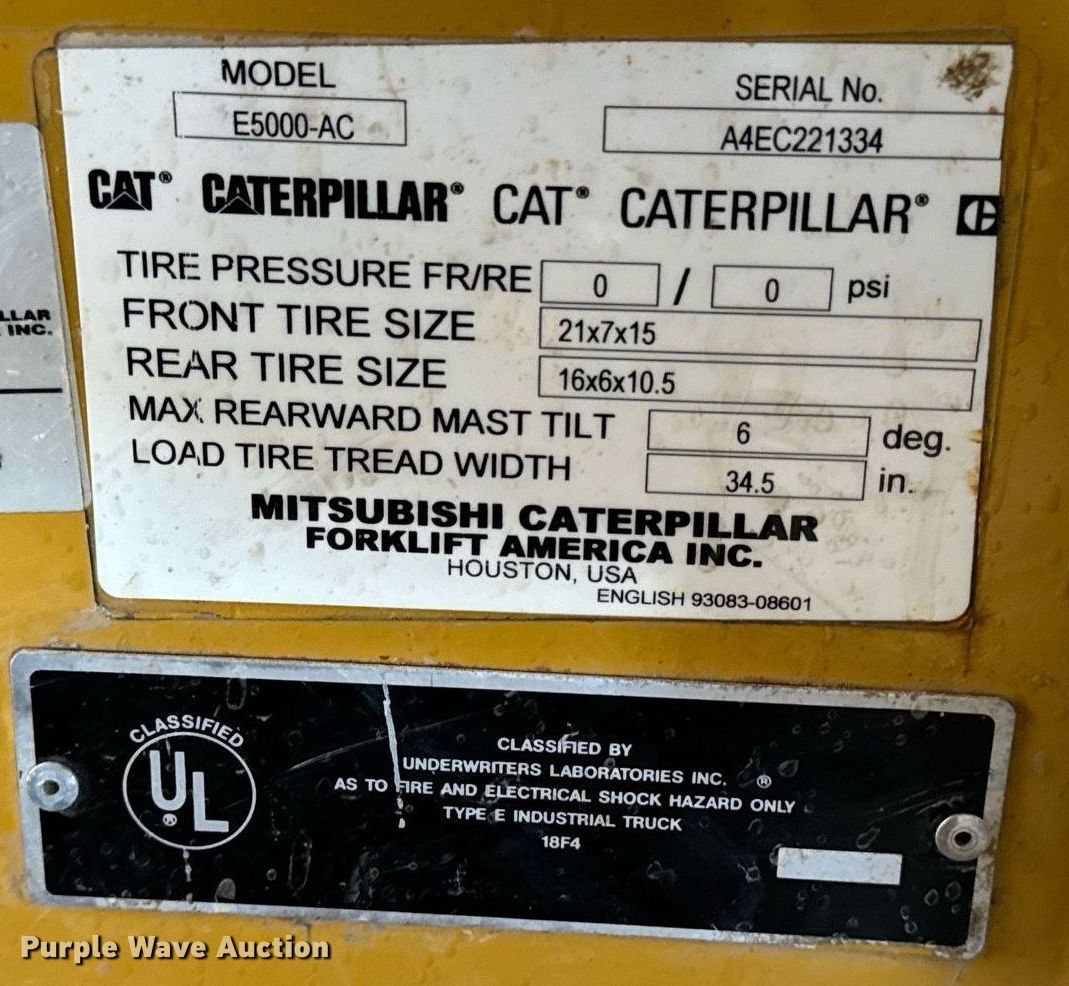 MODEL
E5000-AC
SERIAL No.
A4EC221334
CAT® CATERPILLAR® CAT® CATERPILLAR®
TIRE PRESSURE FR/RE 0 / 0 psi
FRONT TIRE SIZE 21x7x15
REAR TIRE SIZE 16x6x10.5
MAX REARWARD MAST TILT 6 deg.
LOAD TIRE TREAD WIDTH 34.5 in.
MITSUBISHI CATERPILLAR
FORKLIFT AMERICA INC.
HOUSTON, USA
ENGLISH 93083-08601
LLAR
INC.
CLASSIFIED
UL®
CLASSIFIED BY
UNDERWRITERS LABORATORIES INC. ®
AS TO FIRE AND ELECTRICAL SHOCK HAZARD ONLY
TYPE E INDUSTRIAL TRUCK
18F4
Purple Wave Auction